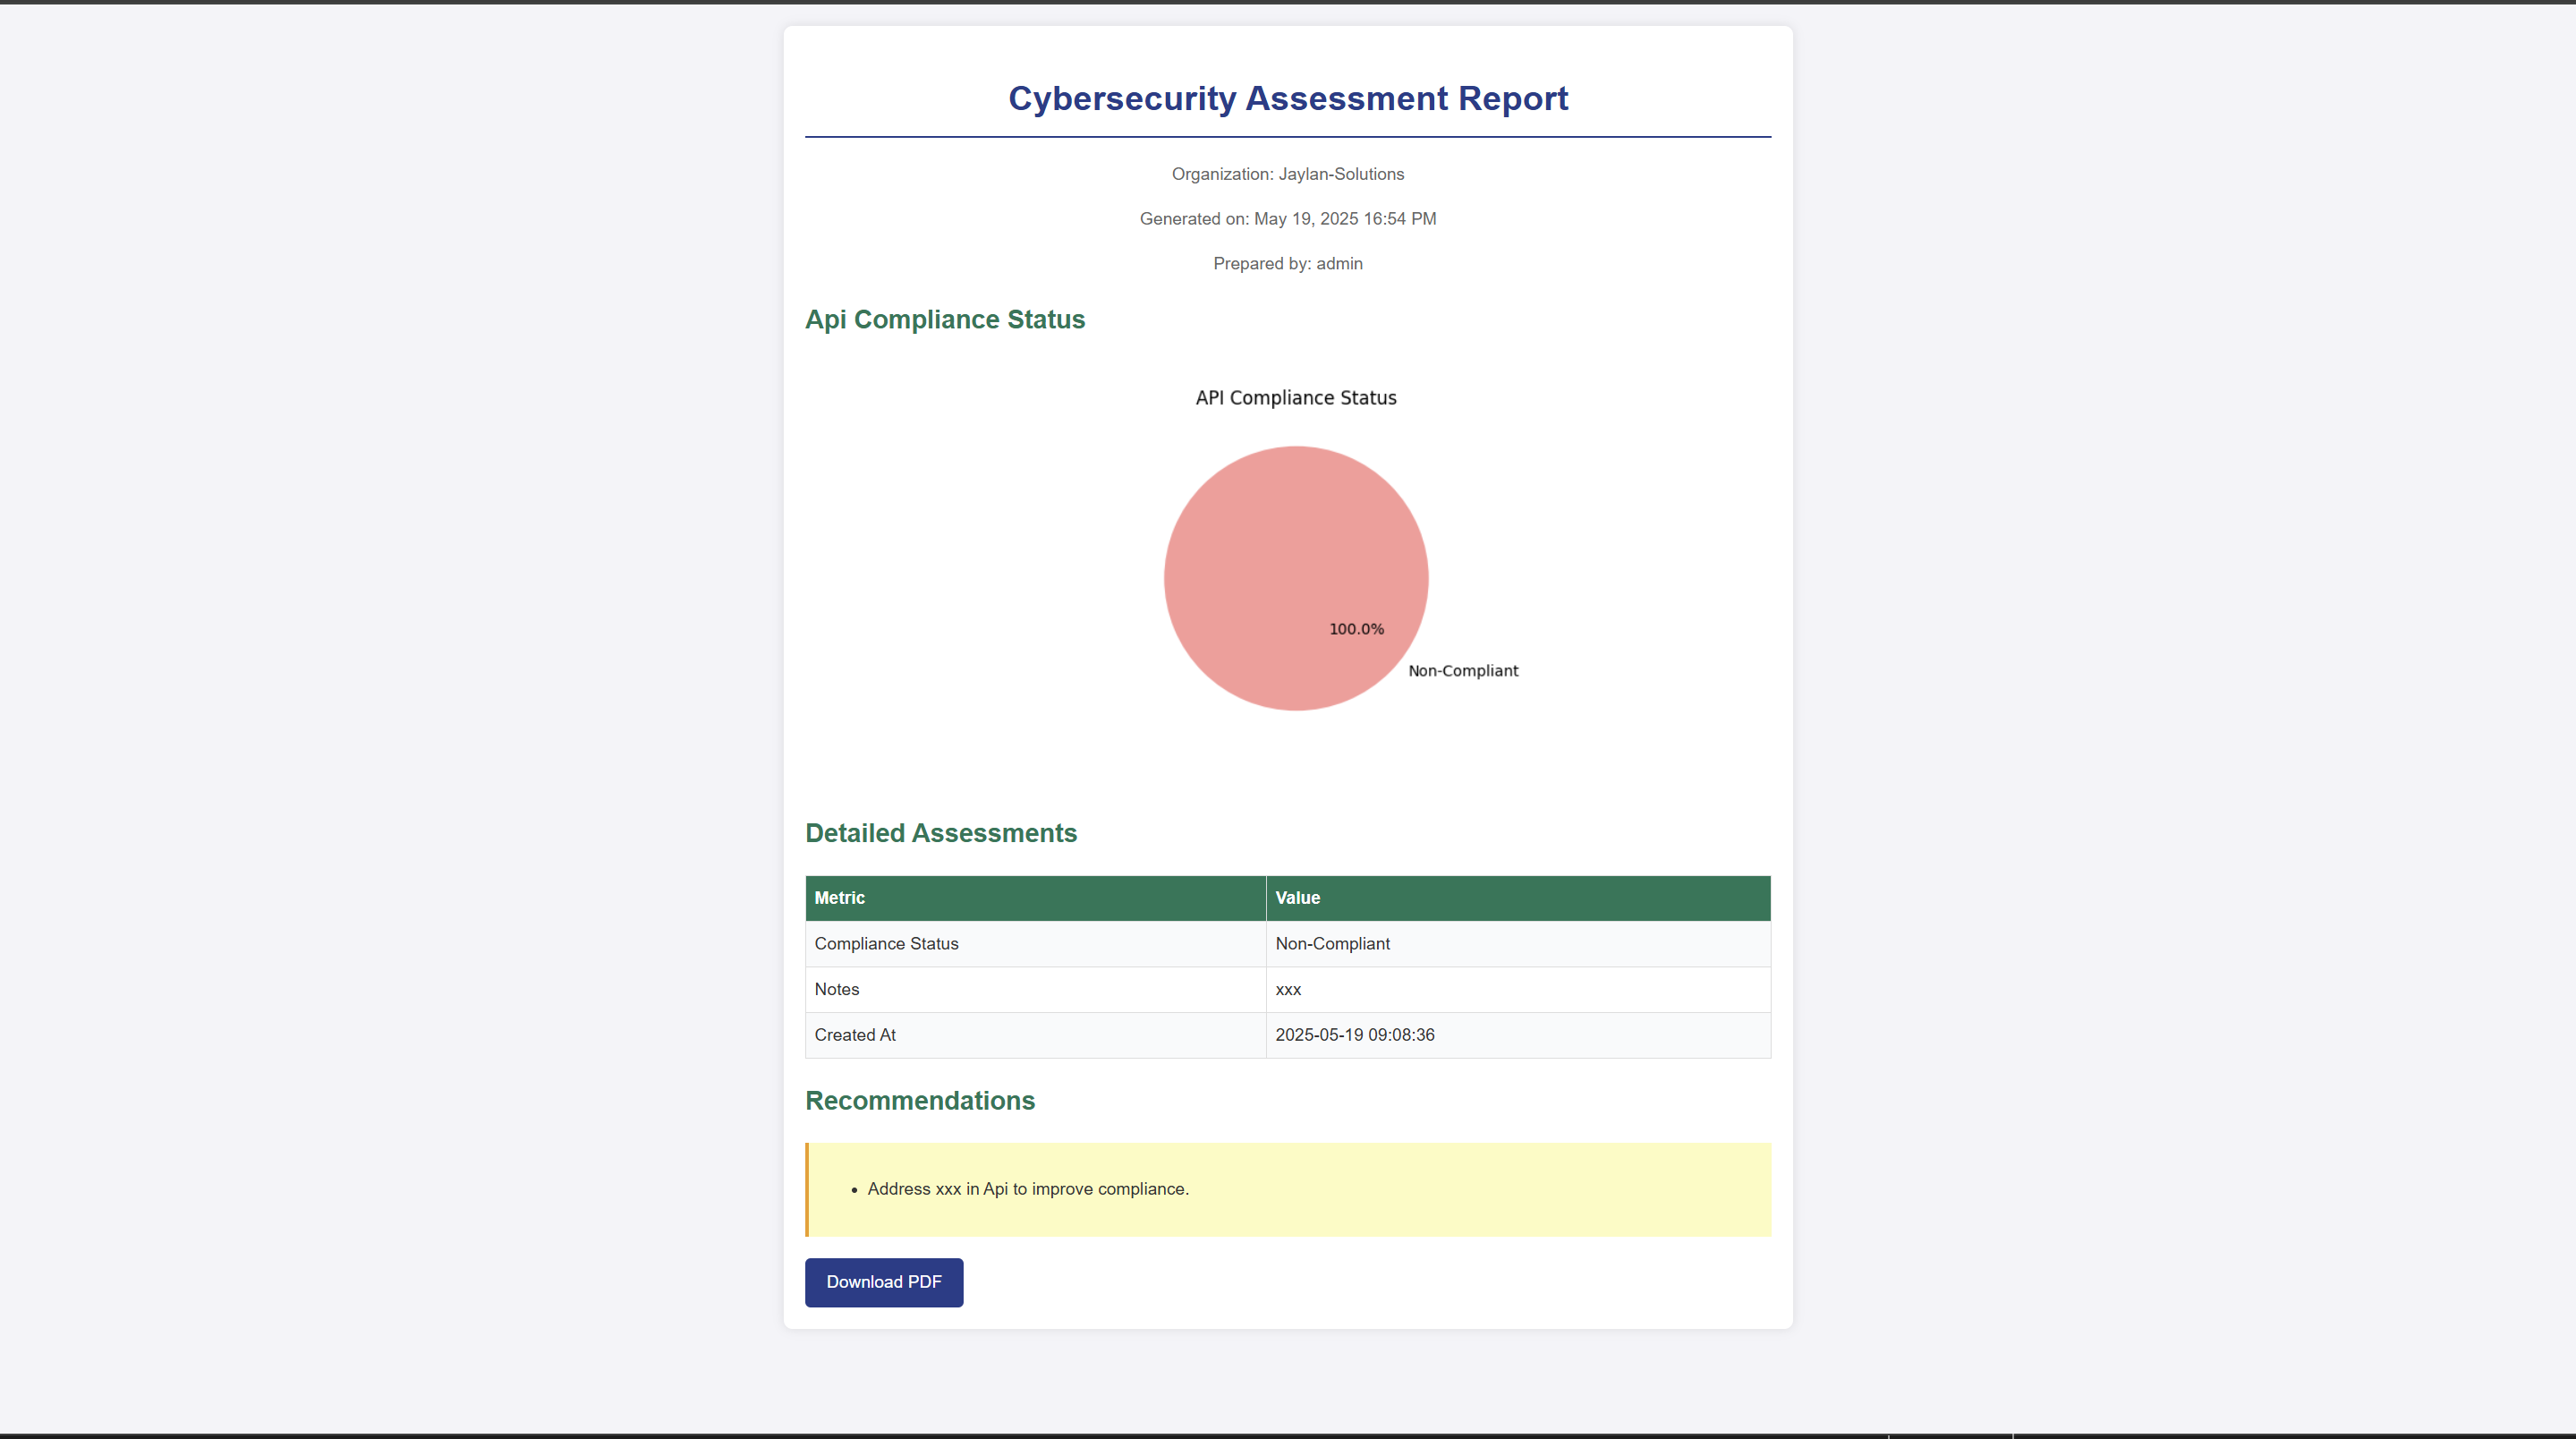 Cybersecurity Assessment Report
Organization: Jaylan-Solutions
Generated on: May 19, 2025 16:54 PM
Prepared by: admin
Api Compliance Status
API Compliance Status
100.0%
Non-Compliant
Detailed Assessments
Metric Value
Compliance Status Non-Compliant
Notes xxx
Created At 2025-05-19 09:08:36
Recommendations
• Address xxx in Api to improve compliance.
Download PDF